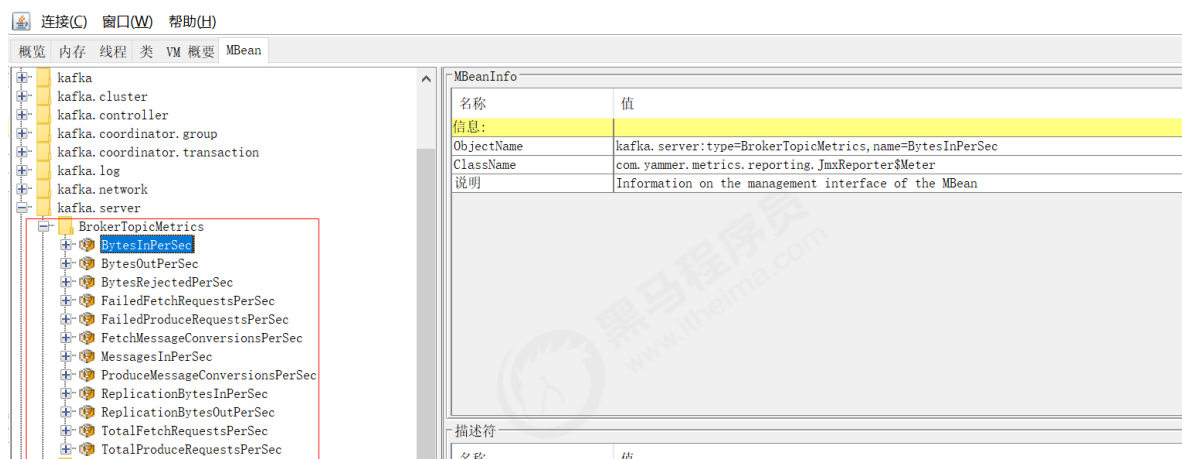 连接(C) 窗口(W) 帮助(H)
概览 内存 线程 类 VM 概要 MBean
kafka
kafka.cluster
kafka.controller
kafka.coordinator.group
kafka.coordinator.transaction
kafka.log
kafka.network
kafka.server
BrokerTopicMetrics
BytesInPerSec
BytesOutPerSec
BytesRejectedPerSec
FailedFetchRequestsPerSec
FailedProduceRequestsPerSec
FetchMessageConversionsPerSec
MessagesInPerSec
ProduceMessageConversionsPerSec
ReplicationBytesInPerSec
ReplicationBytesOutPerSec
TotalFetchRequestsPerSec
TotalProduceRequestsPerSec
MBeanInfo
名称 值
信息:
ObjectName kafka.server:type=BrokerTopicMetrics,name=BytesInPerSec
ClassName com.yammer.metrics.reporting.JmxReporter$Meter
说明 Information on the management interface of the MBean
黑马程序员
www.itheima.com
描述符
名称 值